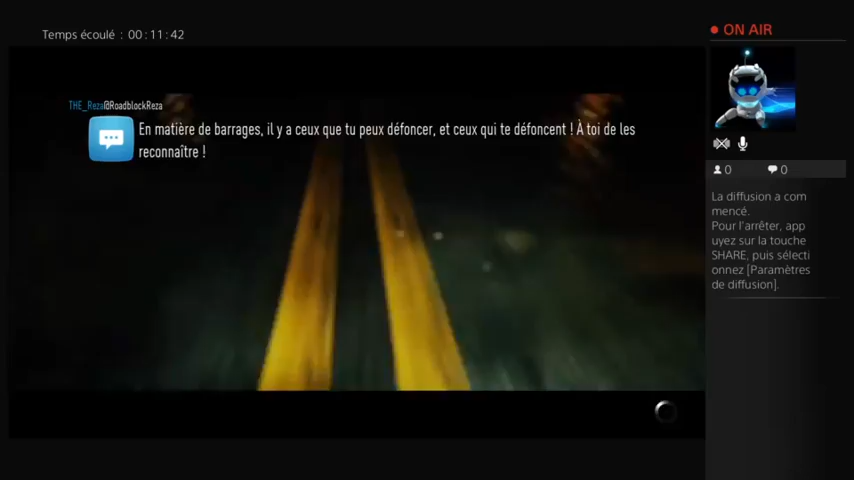 Temps écoulé : 00:11:42
ON AIR
THE_Reza@RoadblockReza
En matière de barrages, il y a ceux que tu peux défoncer, et ceux qui te défoncent ! À toi de les
reconnaître !
0 0
La diffusion a com
mencé.
Pour l'arrêter, app
uyez sur la touche
SHARE, puis sélecti
onnez [Paramètres
de diffusion].